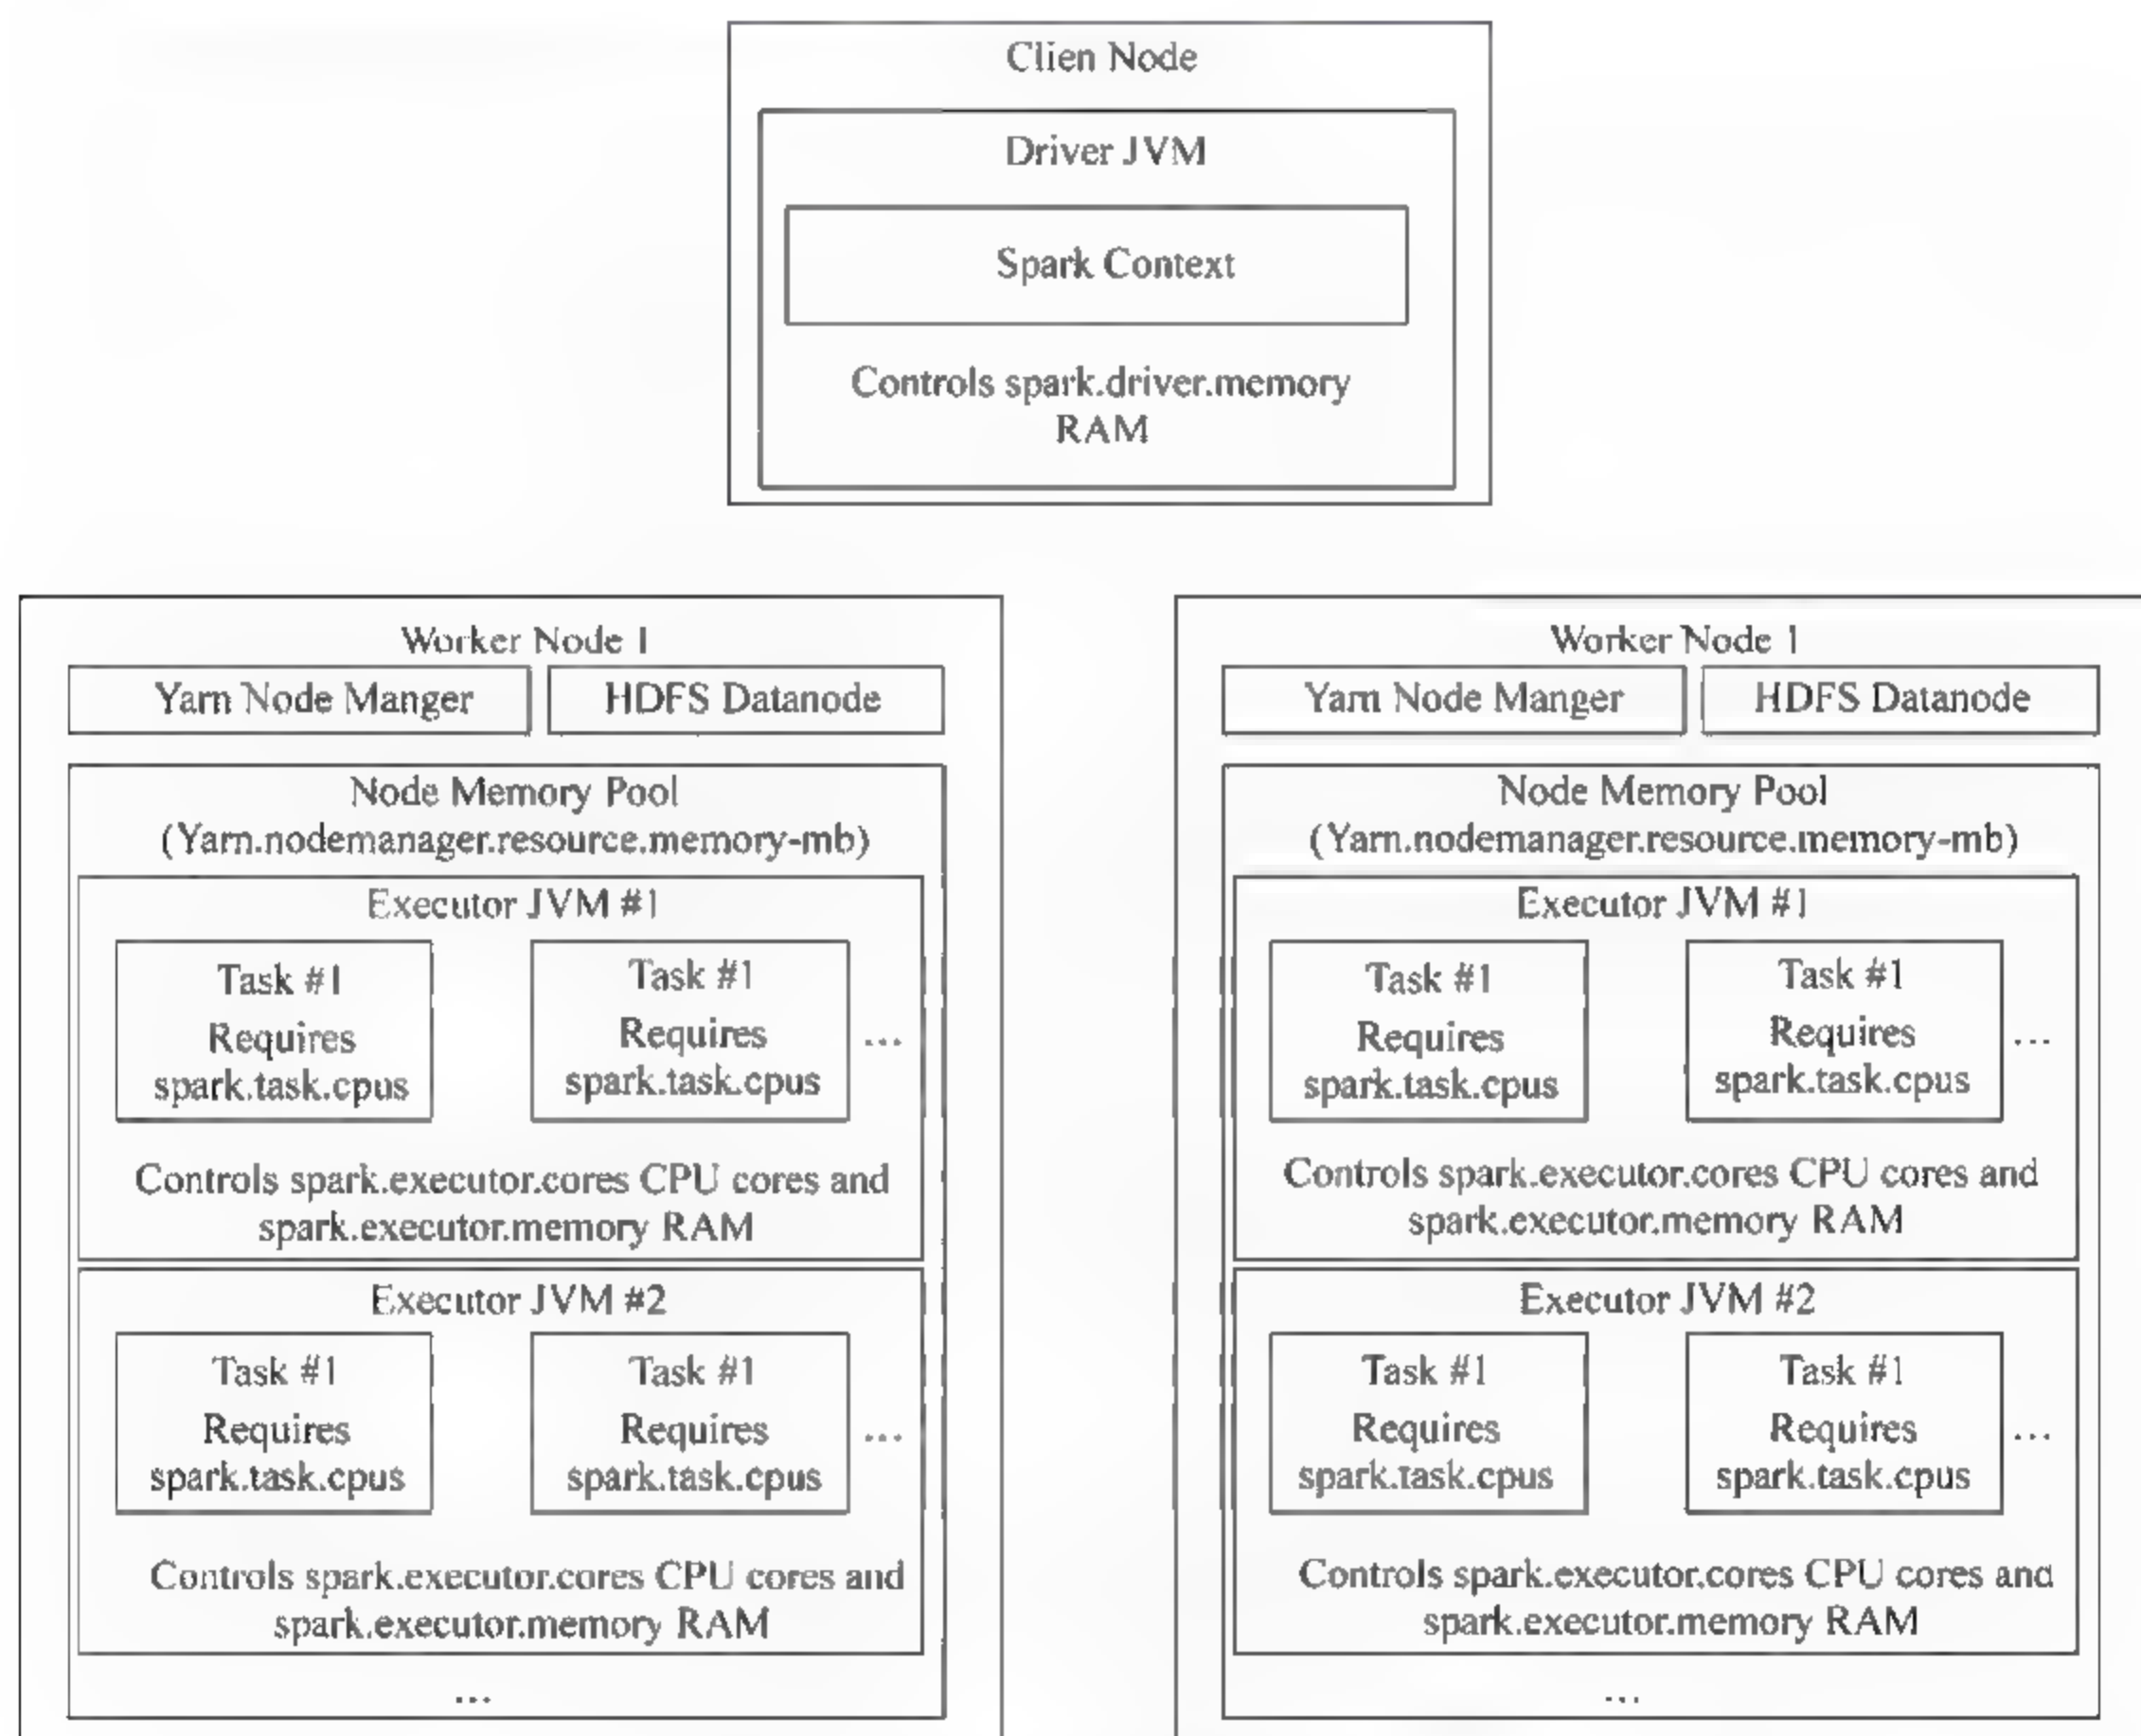 Clien Node
Driver JVM
Spark Context
Controls spark.driver.memory
RAM
Worker Node 1
Yarn Node Manger
HDFS Datanode
Node Memory Pool
(Yarn.nodemanager.resource.memory-mb)
Executor JVM #1
Task #1
Requires
spark.task.cpus
Task #1
Requires
spark.task.cpus
...
Controls spark.executor.cores CPU cores and
spark.executor.memory RAM
Executor JVM #2
Task #1
Requires
spark.task.cpus
Task #1
Requires
spark.task.cpus
...
Controls spark.executor.cores CPU cores and
spark.executor.memory RAM
...
Worker Node 1
Yarn Node Manger
HDFS Datanode
Node Memory Pool
(Yarn.nodemanager.resource.memory-mb)
Executor JVM #1
Task #1
Requires
spark.task.cpus
Task #1
Requires
spark.task.cpus
...
Controls spark.executor.cores CPU cores and
spark.executor.memory RAM
Executor JVM #2
Task #1
Requires
spark.task.cpus
Task #1
Requires
spark.task.cpus
...
Controls spark.executor.cores CPU cores and
spark.executor.memory RAM
...